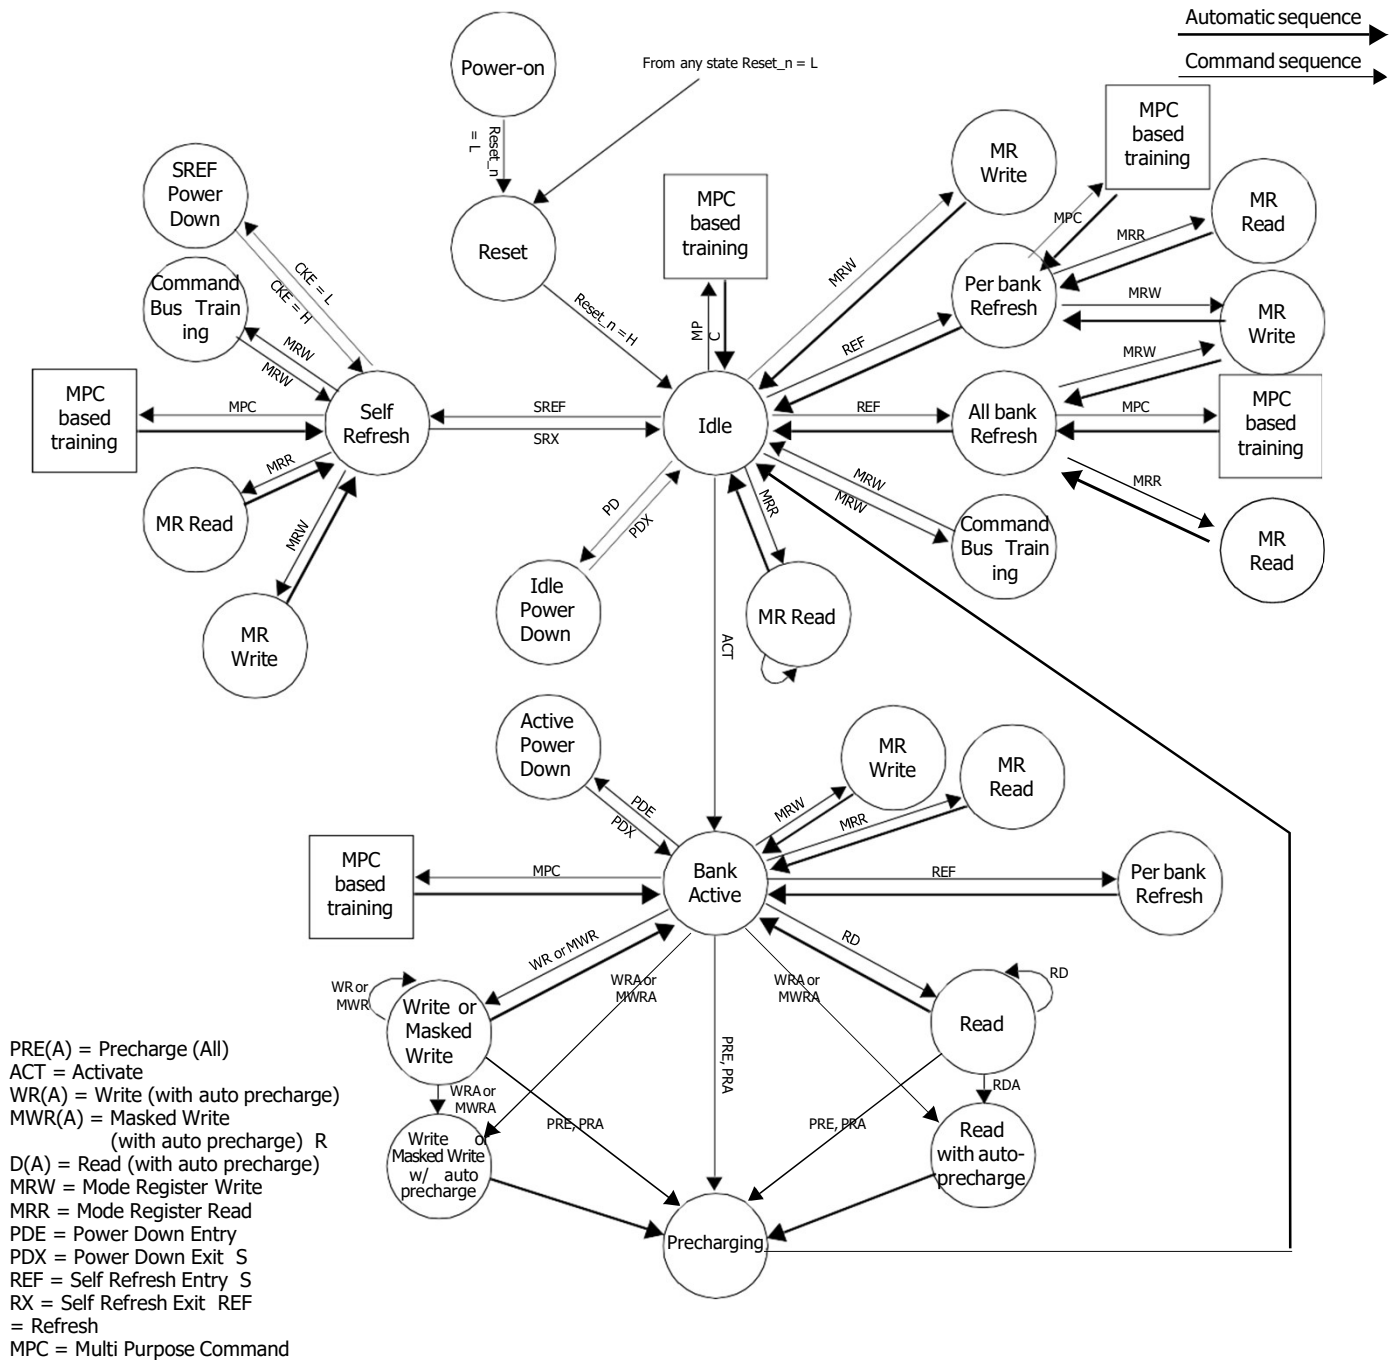 Automatic sequence
Command sequence
Power-on
From any state Reset_n = L
Reset_n
= L
MPC
based
training
MR
Write
MPC
based
training
MR
Read
SREF
Power
Down
Reset
MRW
MPC
MRR
Per bank
Refresh
MRW
MR
Write
CKE = L
CKE = H
Command
Bus Train
ing
Reset_n = H
MP
C
REF
MRW
MRW
MRW
MPC
based
training
MPC
Self
Refresh
SREF
SRX
Idle
REF
All bank
Refresh
MPC
MPC
based
training
MRR
MR Read
MRW
PD
PDX
MRR
MRW
MRW
MRR
Command
Bus Train
ing
MR
Read
MR
Write
Idle
Power
Down
MR Read
ACT
Active
Power
Down
MR
Write
MR
Read
PDE
PDX
MRW
MRR
MPC
based
training
MPC
Bank
Active
REF
Per bank
Refresh
WR or MWR
RD
WR or
MWR
WRA or
MWRA
WRA or
MWRA
RD
Write or
Masked
Write
Read
PRE, PRA
WRA or
MWRA
RDA
PRE, PRA
PRE, PRA
Write o
Masked Write
w/ auto
precharge
Read
with auto-
precharge
Precharging
PRE(A) = Precharge (All)
ACT = Activate
WR(A) = Write (with auto precharge)
MWR(A) = Masked Write
(with auto precharge) R
D(A) = Read (with auto precharge)
MRW = Mode Register Write
MRR = Mode Register Read
PDE = Power Down Entry
PDX = Power Down Exit S
REF = Self Refresh Entry S
RX = Self Refresh Exit REF
= Refresh
MPC = Multi Purpose Command